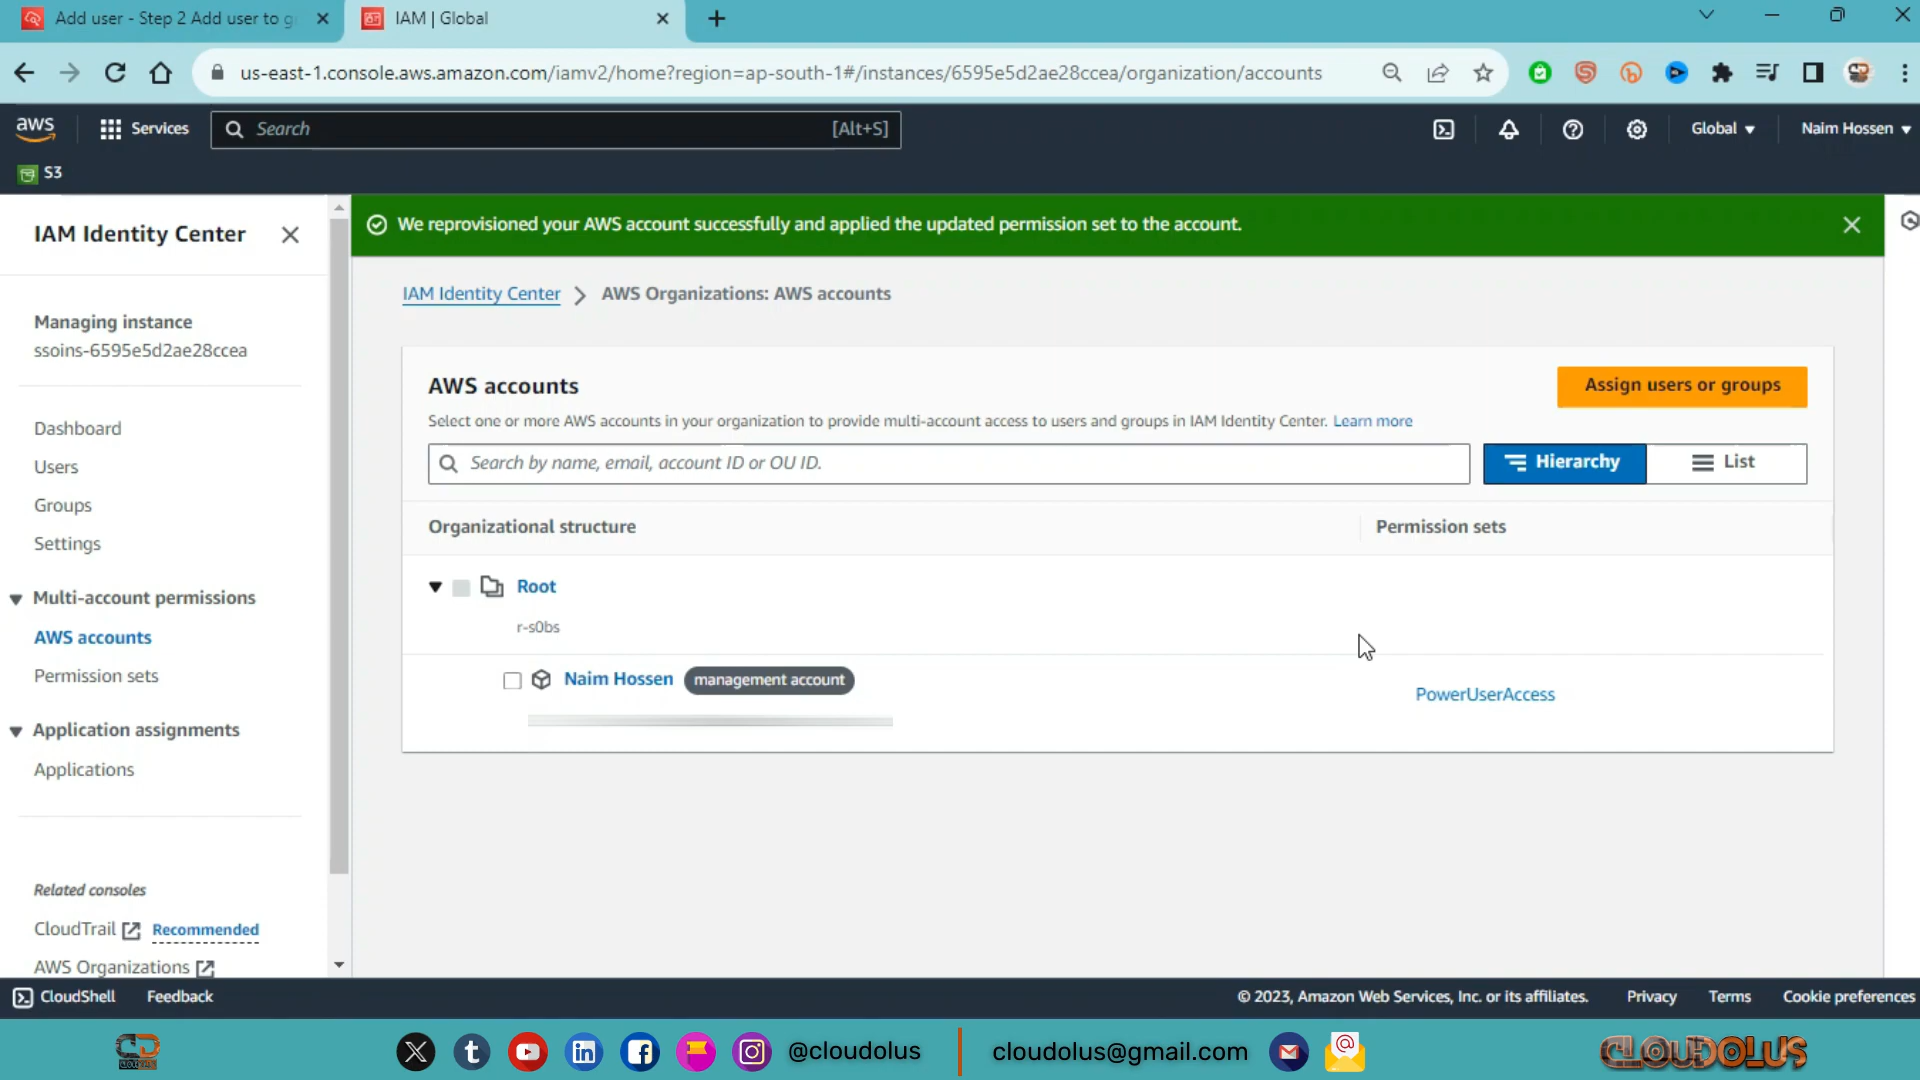 Add user - Step 2 Add user to g
IAM | Global
us-east-1.console.aws.amazon.com/iamv2/home?region=ap-south-1#/instances/6595e5d2ae28ccea/organization/accounts
aws
Services
Search
[Alt+S]
Global
Naim Hossen
S3
IAM Identity Center
We reprovisioned your AWS account successfully and applied the updated permission set to the account.
Managing instance
ssoins-6595e5d2ae28ccea
Dashboard
Users
Groups
Settings
Multi-account permissions
AWS accounts
Permission sets
Application assignments
Applications
Related consoles
CloudTrail Recommended
AWS Organizations
IAM Identity Center > AWS Organizations: AWS accounts
AWS accounts
Assign users or groups
Select one or more AWS accounts in your organization to provide multi-account access to users and groups in IAM Identity Center. Learn more
Search by name, email, account ID or OU ID.
Hierarchy
List
Organizational structure
Permission sets
Root
r-s0bs
Naim Hossen management account
PowerUserAccess
CloudShell
Feedback
© 2023, Amazon Web Services, Inc. or its affiliates.
Privacy
Terms
Cookie preferences
@cloudolus
cloudolus@gmail.com
CLOUDOLUS